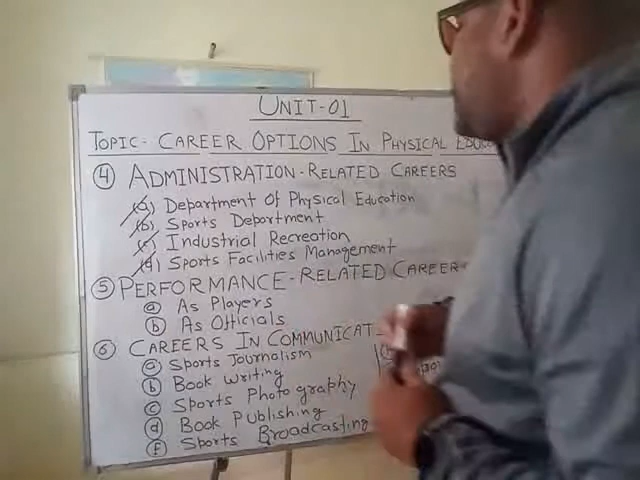 UNIT-01
TOPIC- CAREER OPTIONS IN PHYSICAL EDUC
④ ADMINISTRATION-RELATED CAREERS
(a) Department Of Physical Education
(b) Sports Department
(c) Industrial Recreation
(d) Sports Facilities Management
⑤ PERFORMANCE-RELATED CAREER
ⓐ As Players
ⓑ As Officials
⑥ CAREERS IN COMMUNICAT
ⓐ Sports Journalism
ⓑ Book Writing
ⓒ Sports Photography
ⓓ Book Publishing
ⓕ Sports Broadcasting